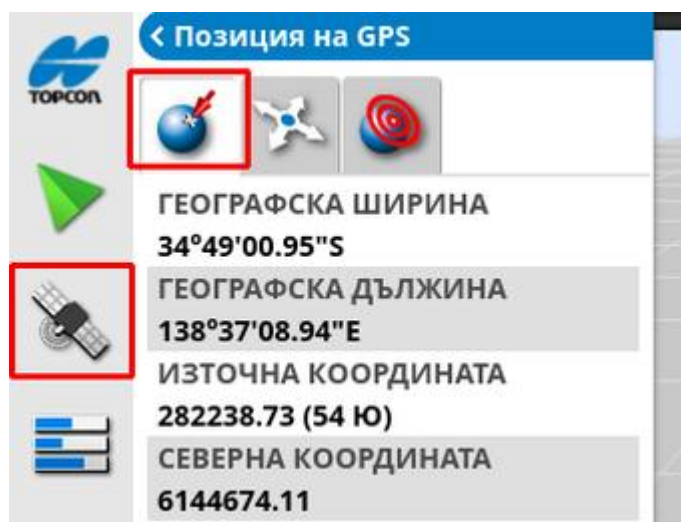 TOPCON
Позиция на GPS
ГЕОГРАФСКА ШИРИНА
34°49'00.95"S
ГЕОГРАФСКА ДЪЛЖИНА
138°37'08.94"E
ИЗТОЧНА КООРДИНАТА
282238.73 (54 Ю)
СЕВЕРНА КООРДИНАТА
6144674.11